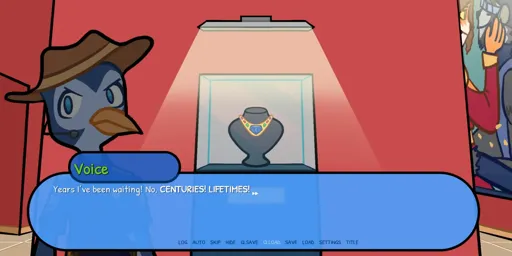 Voice
Years I've been waiting! No, CENTURIES! LIFETIMES!
LOG AUTO SKIP HIDE Q.SAVE Q.LOAD SAVE LOAD SETTINGS TITLE